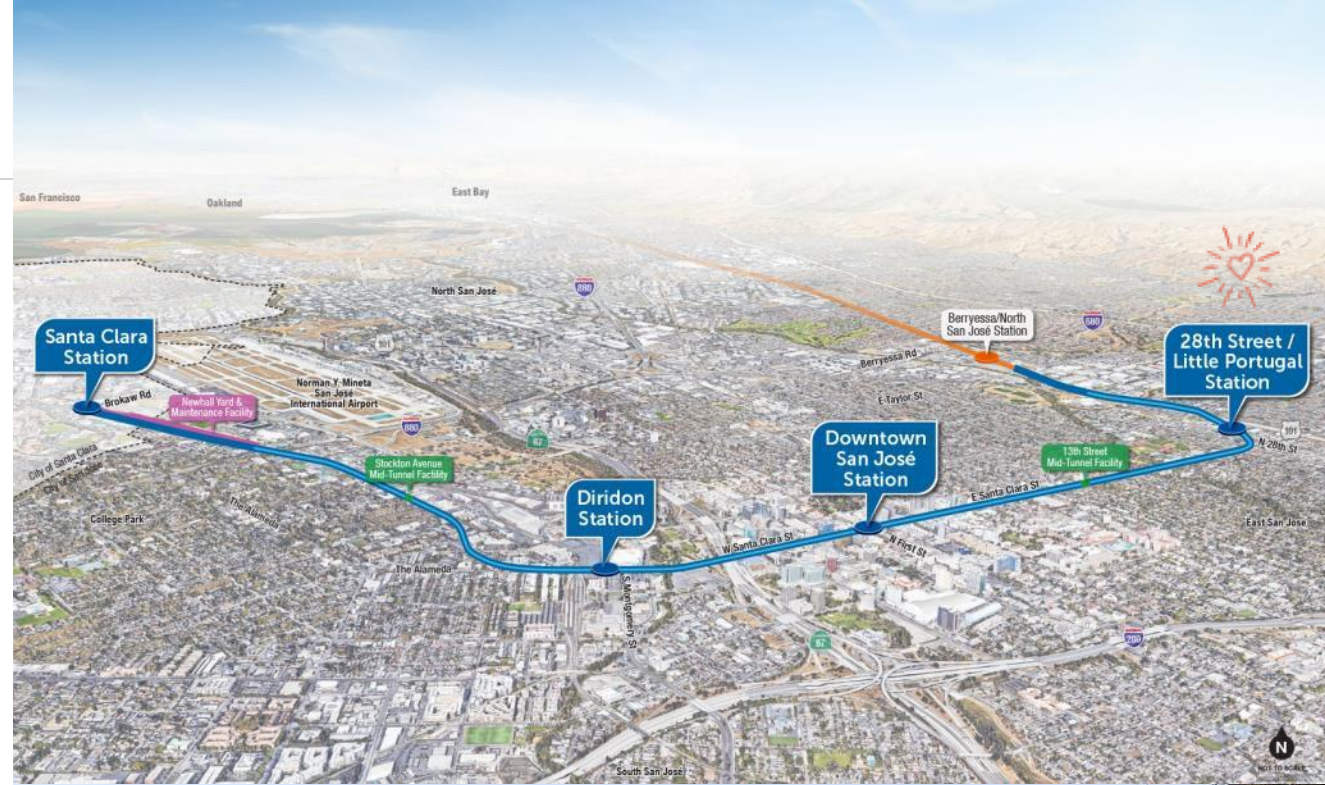 San Francisco
Oakland
East Bay
North San José
880
680
Berryessa/North
San José Station
Santa Clara
Station
28th Street /
Little Portugal
Station
101
Berryessa Rd
Norman Y. Mineta
San José
International Airport
Brokaw Rd
Newhall Yard &
Maintenance Facility
E Taylor St
880
87
Downtown
San José
Station
101
N 28th St
13th Street
Mid-Tunnel Facility
City of Santa Clara
City of San José
Stockton Avenue
Mid-Tunnel Factility
Diridon
Station
E Santa Clara St
College Park
The Alameda
East San Jose
W Santa Clara St
N First St
The Alameda
S Montgomery St
87
280
South San José
N
NOT TO SCALE